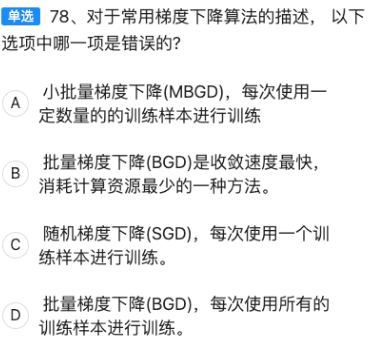 单选 78、对于常用梯度下降算法的描述， 以下
选项中哪一项是错误的?
A 小批量梯度下降(MBGD)，每次使用一
定数量的的训练样本进行训练
B 批量梯度下降(BGD)是收敛速度最快，
消耗计算资源最少的一种方法。
C 随机梯度下降(SGD)，每次使用一个训
练样本进行训练。
D 批量梯度下降(BGD)，每次使用所有的
训练样本进行训练。